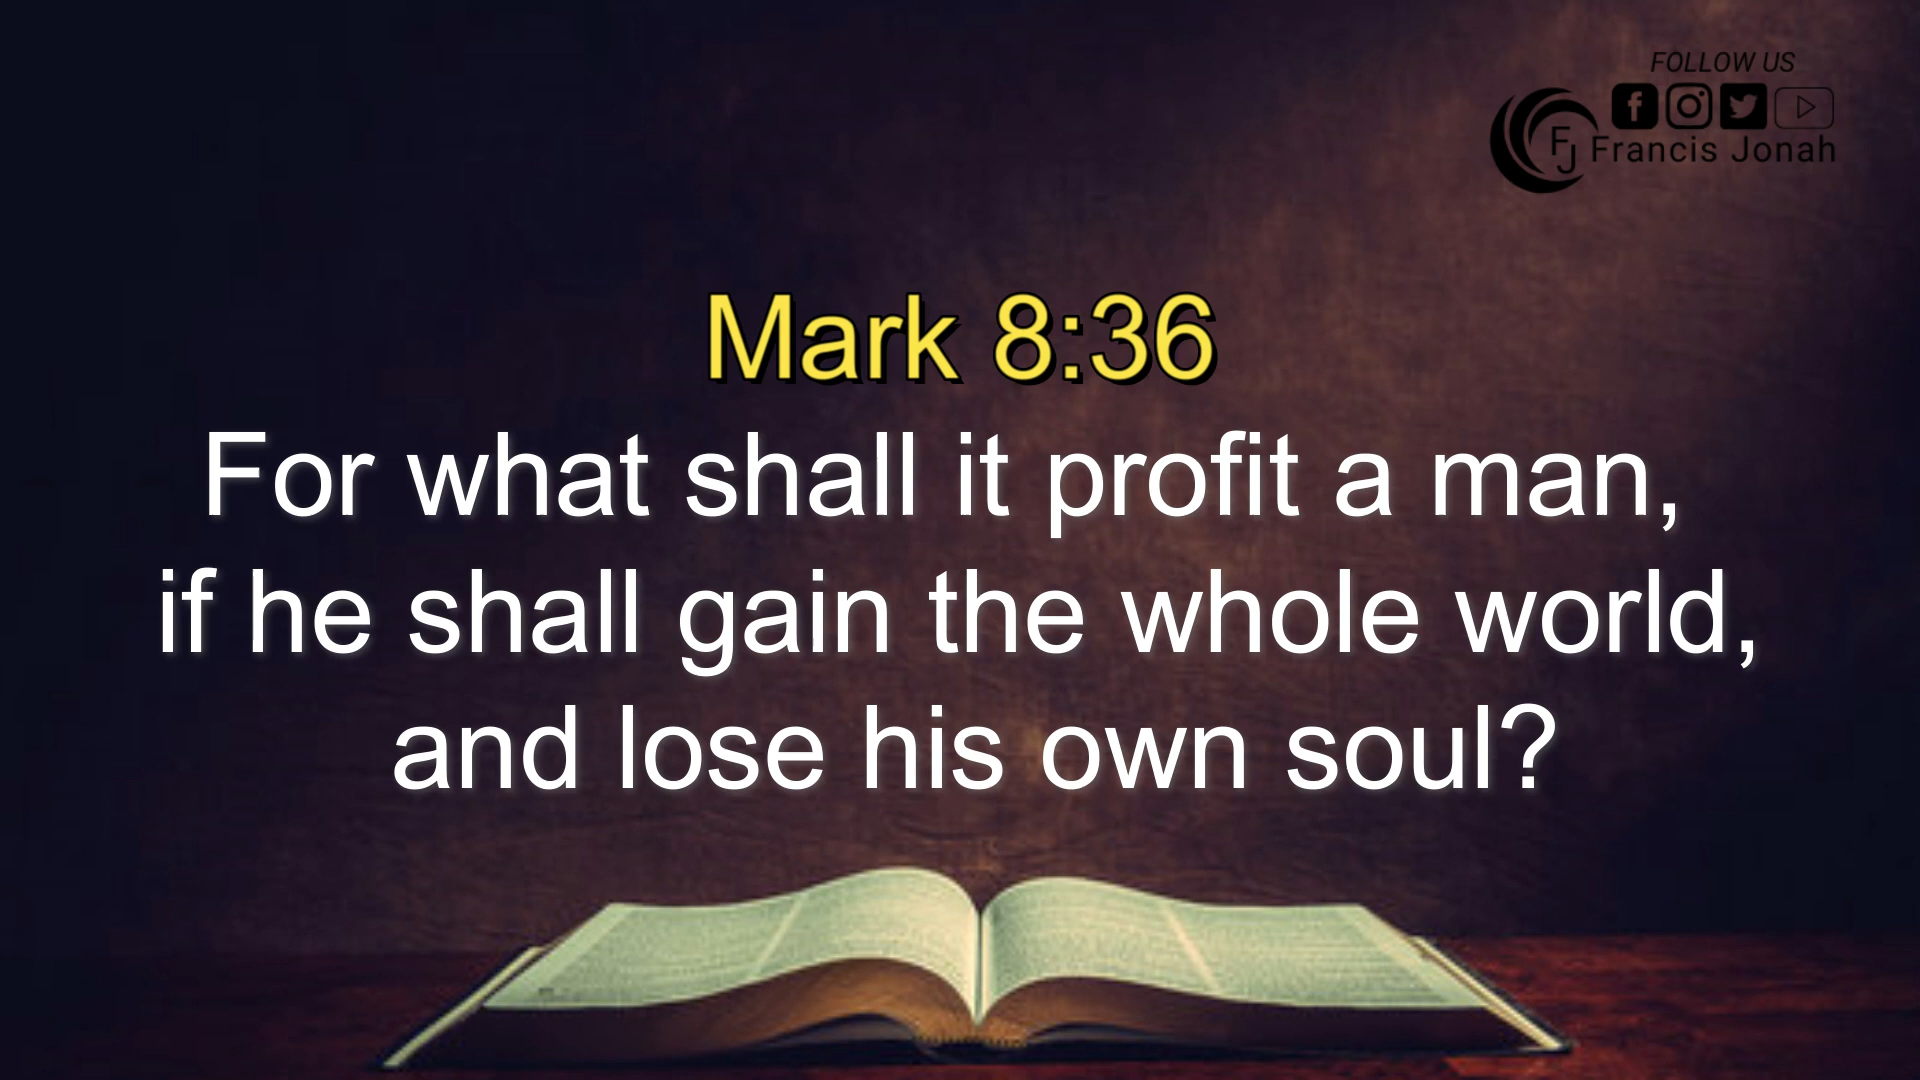 FOLLOW US
FJ Francis Jonah
Mark 8:36
For what shall it profit a man,
if he shall gain the whole world,
and lose his own soul?